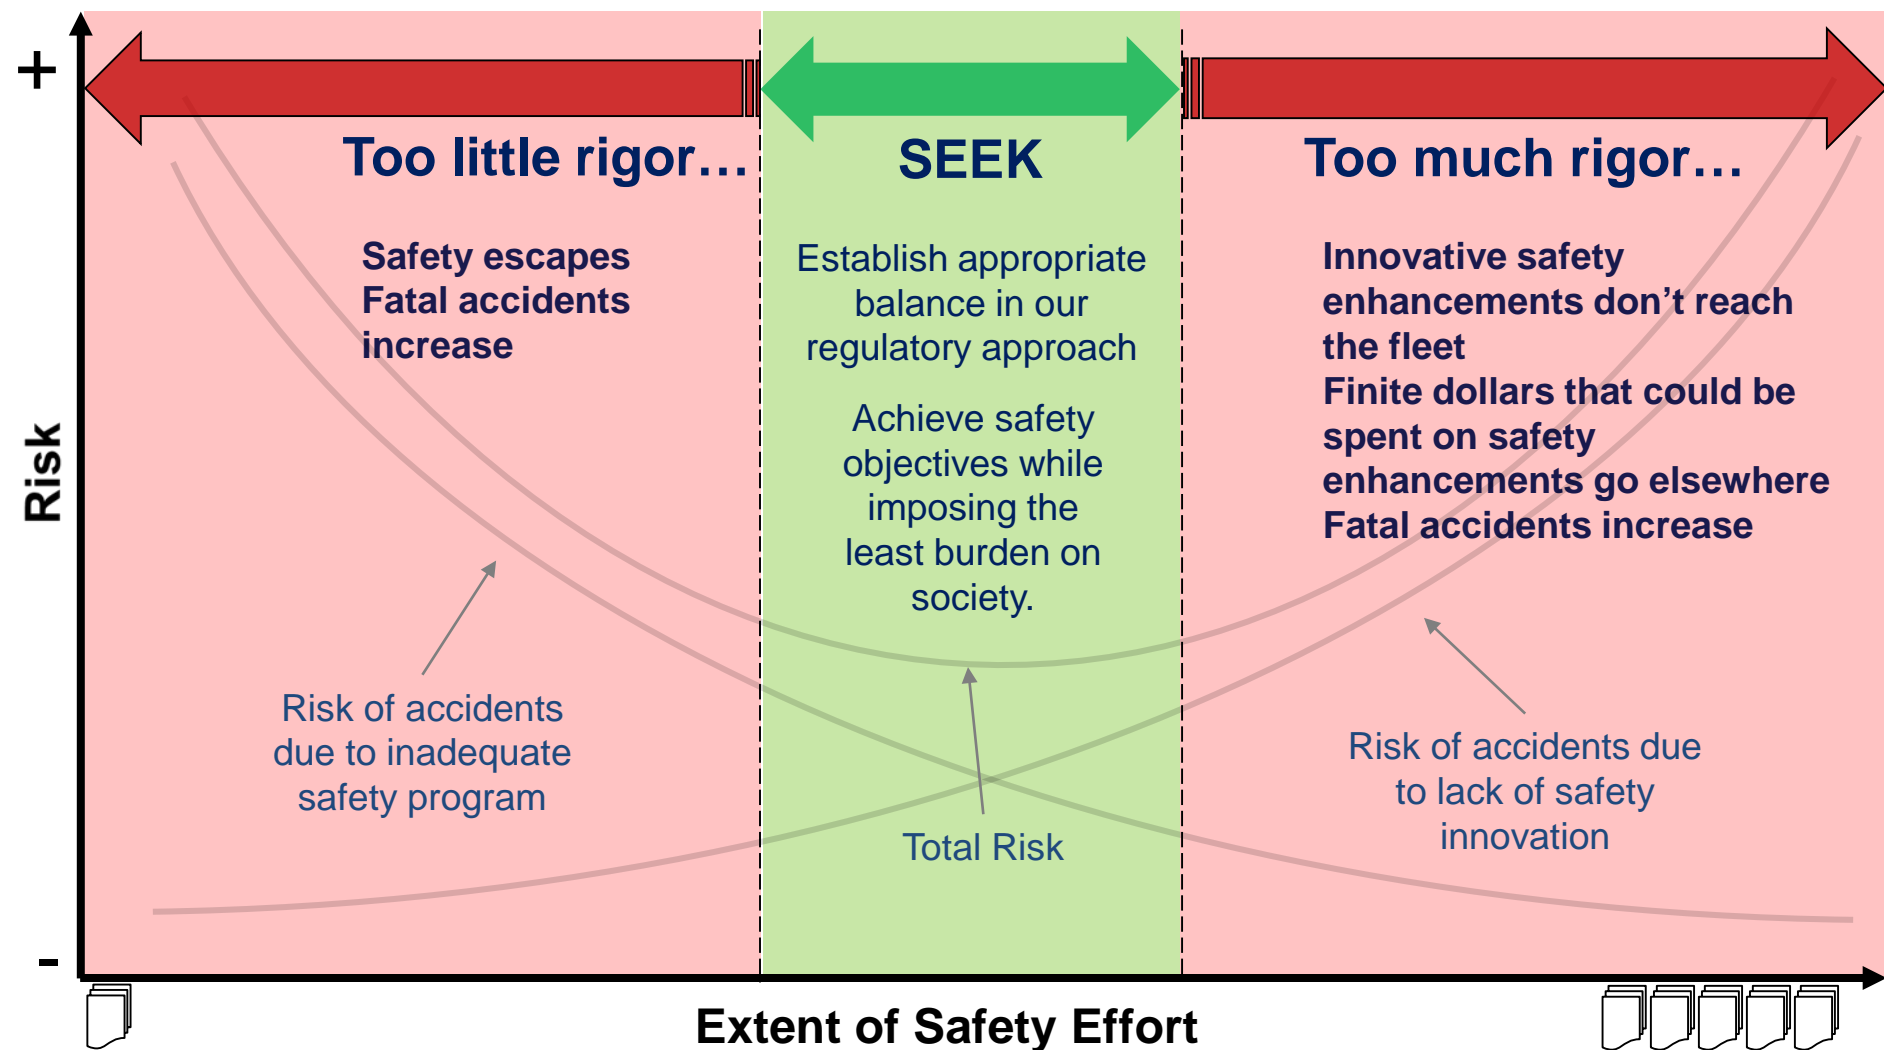 +
Too little rigor…
SEEK
Too much rigor…
Safety escapes
Fatal accidents
increase
Establish appropriate
balance in our
regulatory approach
Achieve safety
objectives while
imposing the
least burden on
society.
Innovative safety
enhancements don’t reach
the fleet
Finite dollars that could be
spent on safety
enhancements go elsewhere
Fatal accidents increase
Risk
Risk of accidents
due to inadequate
safety program
Total Risk
Risk of accidents due
to lack of safety
innovation
-
Extent of Safety Effort